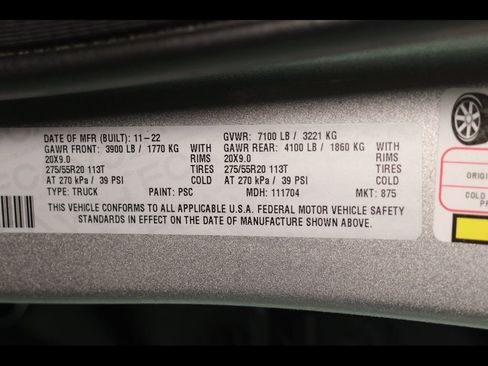 DATE OF MFR (BUILT): 11-22 GVWR: 7100 LB / 3221 KG
GAWR FRONT: 3900 LB / 1770 KG WITH GAWR REAR: 4100 LB / 1860 KG WITH
20X9.0 RIMS 20X9.0 RIMS
275/55R20 113T TIRES 275/55R20 113T TIRES
AT 270 kPa / 39 PSI COLD AT 270 kPa / 39 PSI COLD
TYPE: TRUCK PAINT: PSC MDH: 111704 MKT: 875
THIS VEHICLE CONFORMS TO ALL APPLICABLE U.S.A. FEDERAL MOTOR VEHICLE SAFETY
STANDARDS IN EFFECT ON THE DATE OF MANUFACTURE SHOWN ABOVE.
ORIGI
COLD
PR